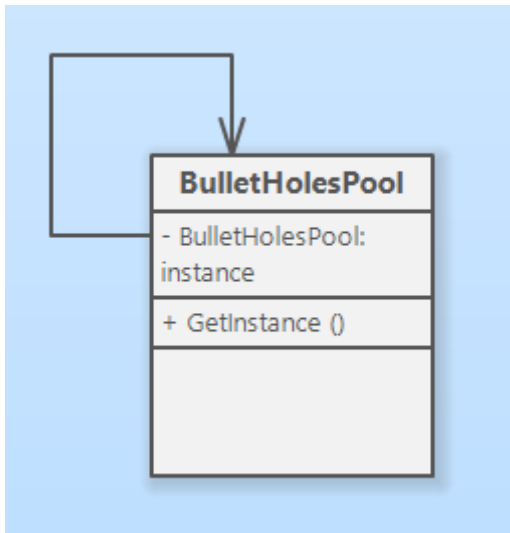 BulletHolesPool
- BulletHolesPool:
instance
+ GetInstance ()